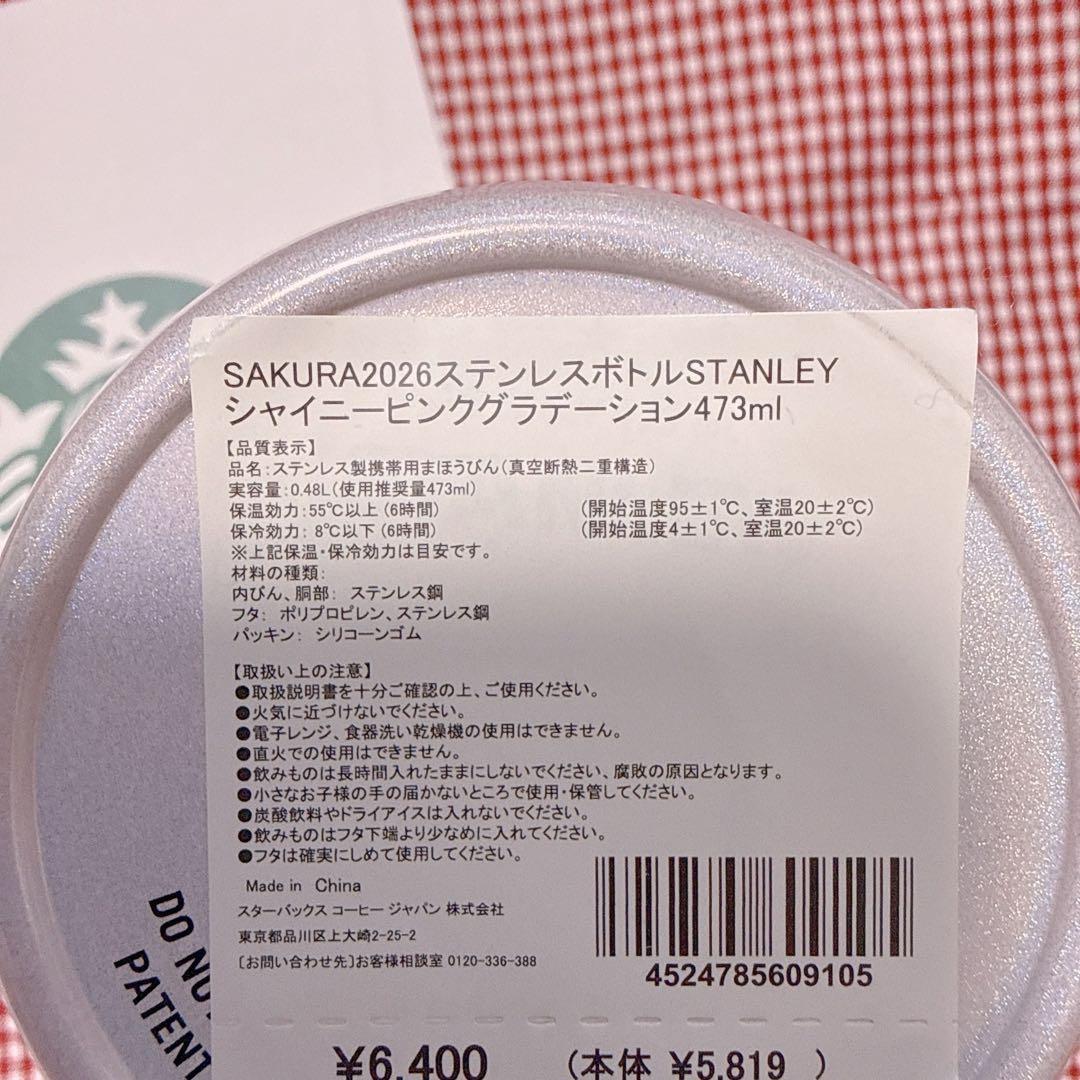 SAKURA2026ステンレスボトルSTANLEY
シャイニーピンクグラデーション473ml
【品質表示】
品名：ステンレス製携帯用まほうびん（真空断熱二重構造）
実容量：0.48L（使用推奨量473ml）
保温効力：55℃以上（6時間） （開始温度95±1℃、室温20±2℃）
保冷効力： 8℃以下（6時間） （開始温度4±1℃、室温20±2℃）
※上記保温・保冷効力は目安です。
材料の種類：
内びん、胴部： ステンレス鋼
フタ： ポリプロピレン、ステンレス鋼
パッキン： シリコーンゴム
【取扱い上の注意】
●取扱説明書を十分ご確認の上、ご使用ください。
●火気に近づけないでください。
●電子レンジ、食器洗い乾燥機の使用はできません。
●直火での使用はできません。
●飲みものは長時間入れたままにしないでください、腐敗の原因となります。
●小さなお子様の手の届かないところで使用・保管してください。
●炭酸飲料やドライアイスは入れないでください。
●飲みものはフタ下端より少なめに入れてください。
●フタは確実にしめて使用してください。
Made in China
スターバックス コーヒー ジャパン 株式会社
東京都品川区上大崎2-25-2
〔お問い合わせ先〕お客様相談室 0120-336-388
4524785609105
¥6,400 （本体 ¥5,819 ）
DO
PATENT